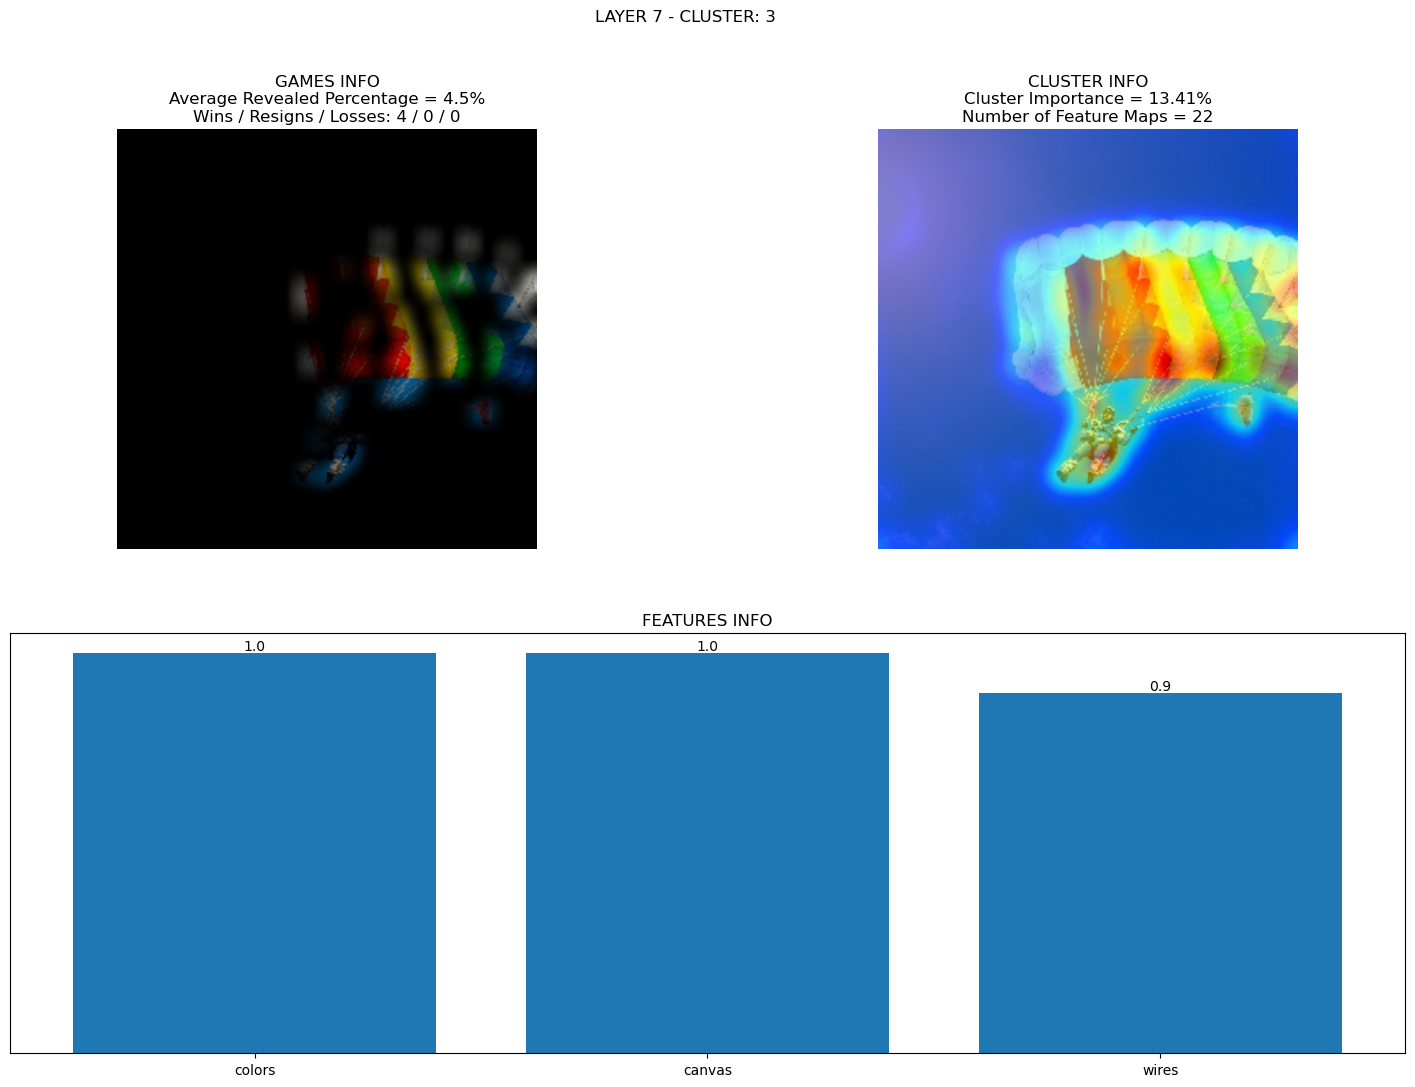 LAYER 7 - CLUSTER: 3
GAMES INFO
Average Revealed Percentage = 4.5%
Wins / Resigns / Losses: 4 / 0 / 0
CLUSTER INFO
Cluster Importance = 13.41%
Number of Feature Maps = 22
FEATURES INFO
1.0
1.0
0.9
colors
canvas
wires